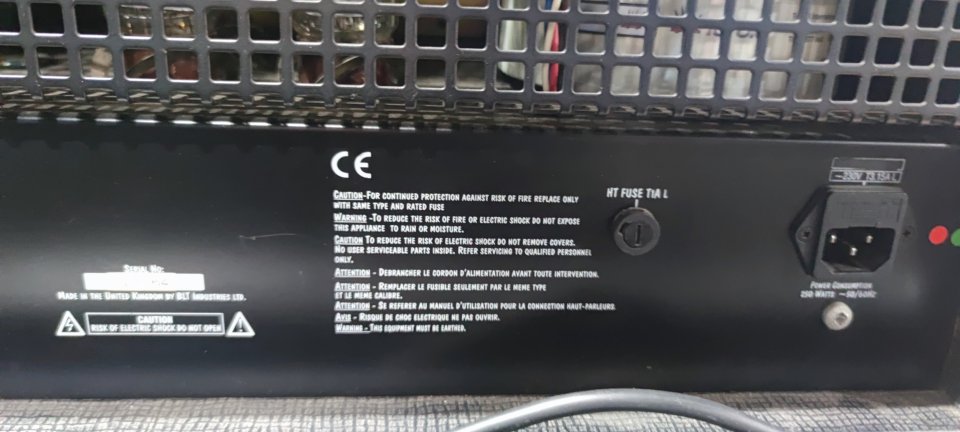 CE
CAUTION-FOR CONTINUED PROTECTION AGAINST RISK OF FIRE REPLACE ONLY
WITH SAME TYPE AND RATED FUSE
WARNING -TO REDUCE THE RISK OF FIRE OR ELECTRIC SHOCK DO NOT EXPOSE
THIS APPLIANCE TO RAIN OR MOISTURE.
CAUTION TO REDUCE THE RISK OF ELECTRIC SHOCK DO NOT REMOVE COVERS.
NO USER SERVICEABLE PARTS INSIDE. REFER SERVICING TO QUALIFIED PERSONNEL
ONLY.
ATTENTION - DEBRANCHER LE CORDON D'ALIMENTATION AVANT TOUTE INTERVENTION.
ATTENTION - REMPLACER LE FUSIBLE SEULEMENT PAR LE MEME TYPE
ET LE MEME CALIBRE.
ATTENTION - SE REFERER AU MANUEL D'UTILISATION POUR LA CONNECTION HAUT-PARLEURS.
AVIS - RISQUE DE CHOC ELECTRIQUE NE PAS OUVRIR.
WARNING - THIS EQUIPMENT MUST BE EARTHED.
SERIAL NO:
MADE IN THE UNITED KINGDOM BY BLT INDUSTRIES LTD.
CAUTION
RISK OF ELECTRIC SHOCK DO NOT OPEN
HT FUSE T1A L
~230V T3.15A L
POWER CONSUMPTION
250 WATTS ~50/60HZ